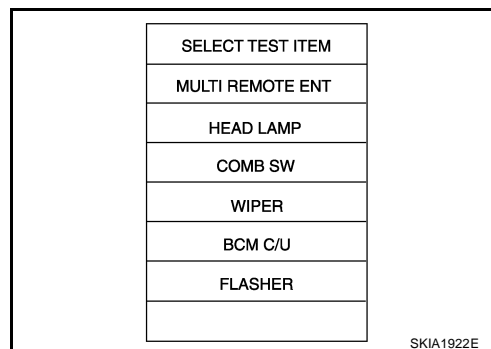 SELECT TEST ITEM
MULTI REMOTE ENT
HEAD LAMP
COMB SW
WIPER
BCM C/U
FLASHER
SKIA1922E